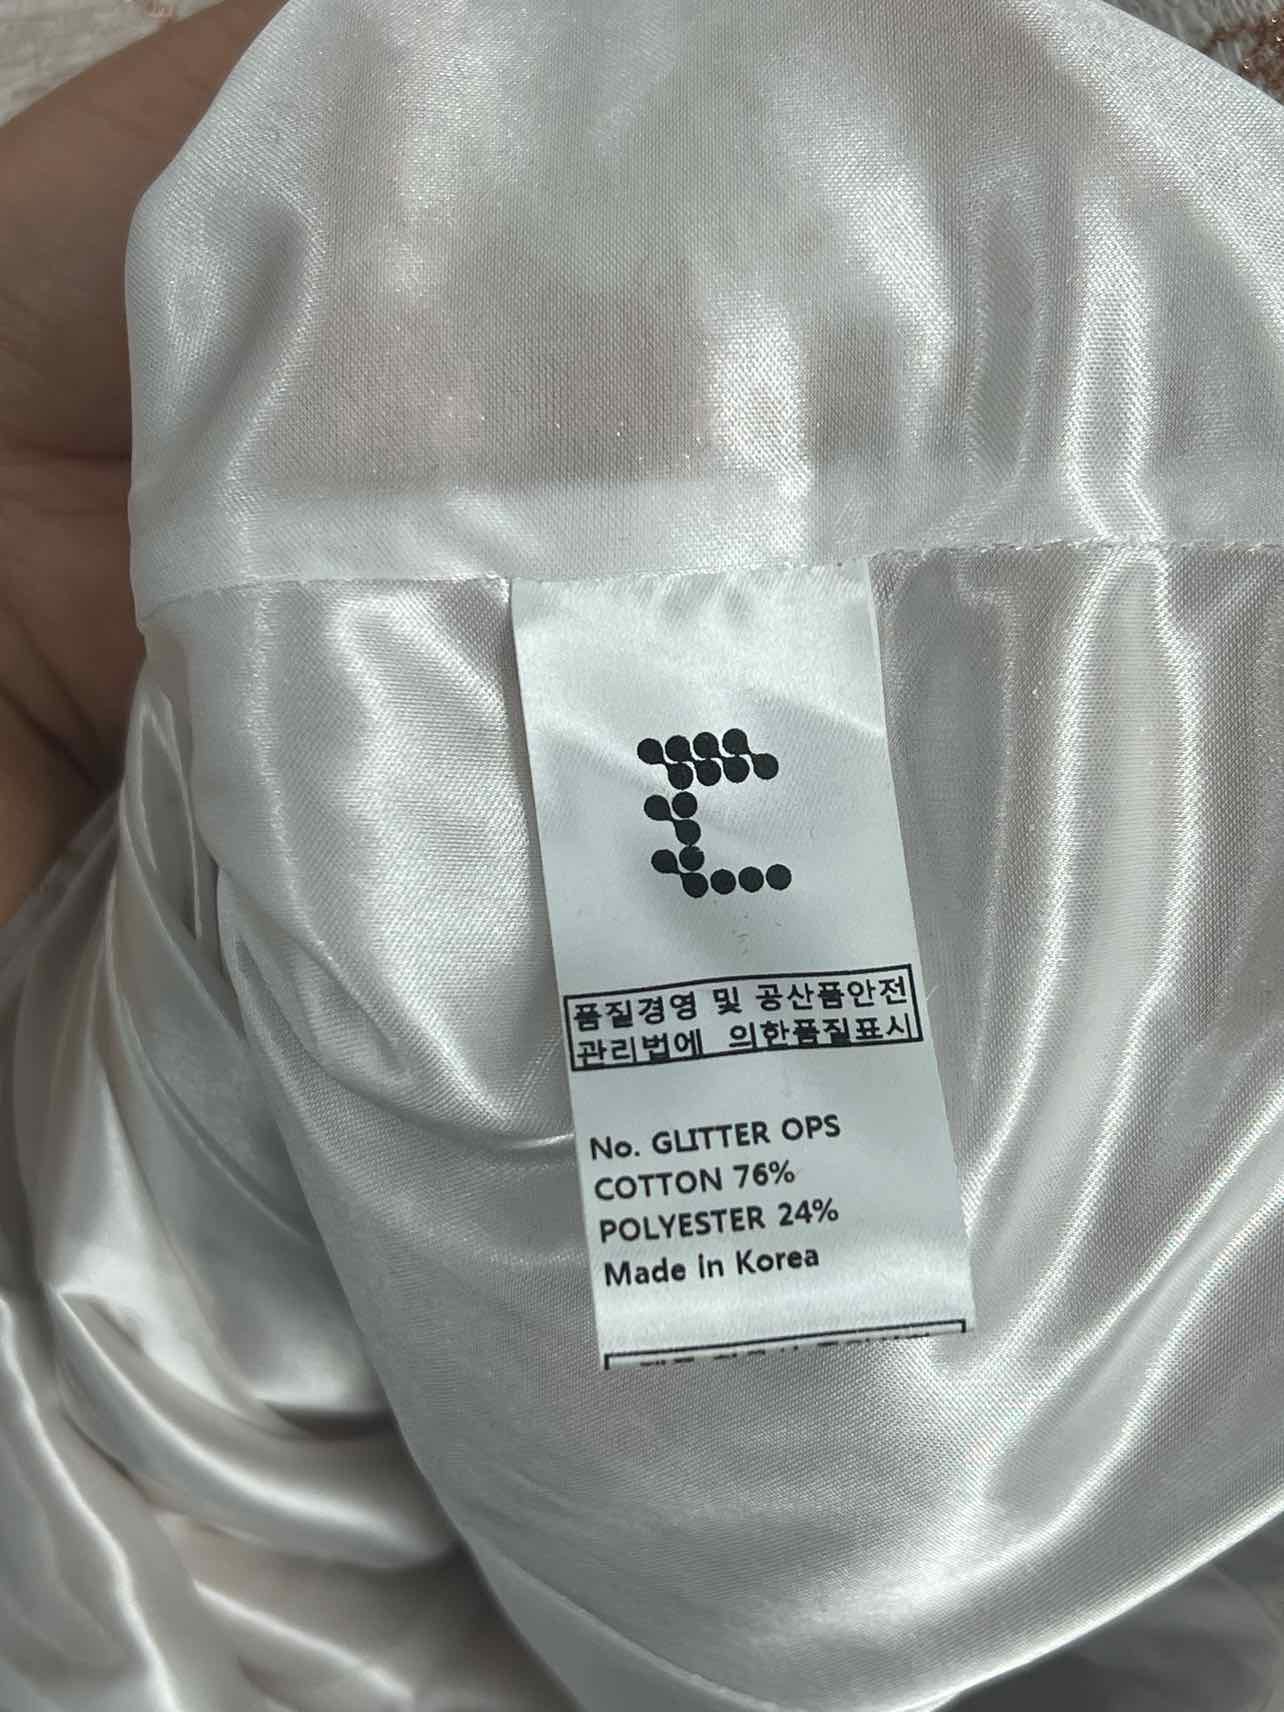 품질경영 및 공산품안전
관리법에 의한품질표시
No. GLITTER OPS
COTTON 76%
POLYESTER 24%
Made in Korea